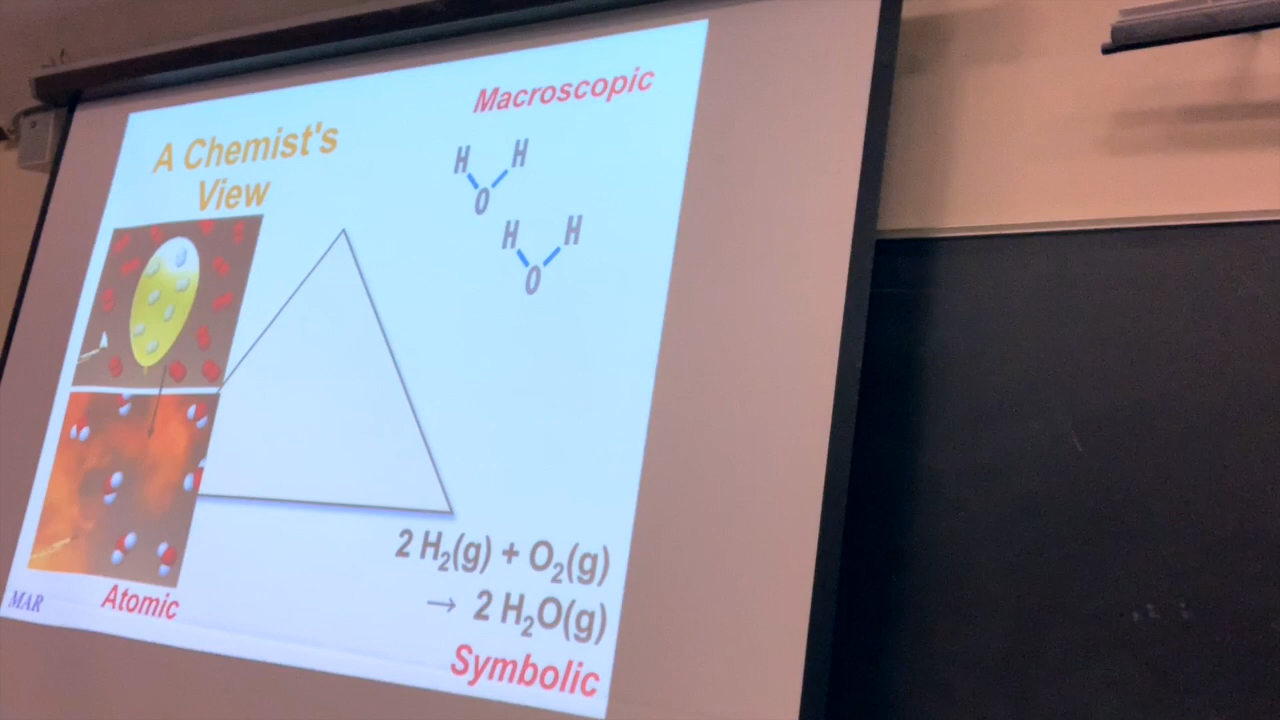 A Chemist's
View
Macroscopic
H H
O
H H
O
2 H₂(g) + O₂(g)
→ 2 H₂O(g)
Symbolic
Atomic
MAR